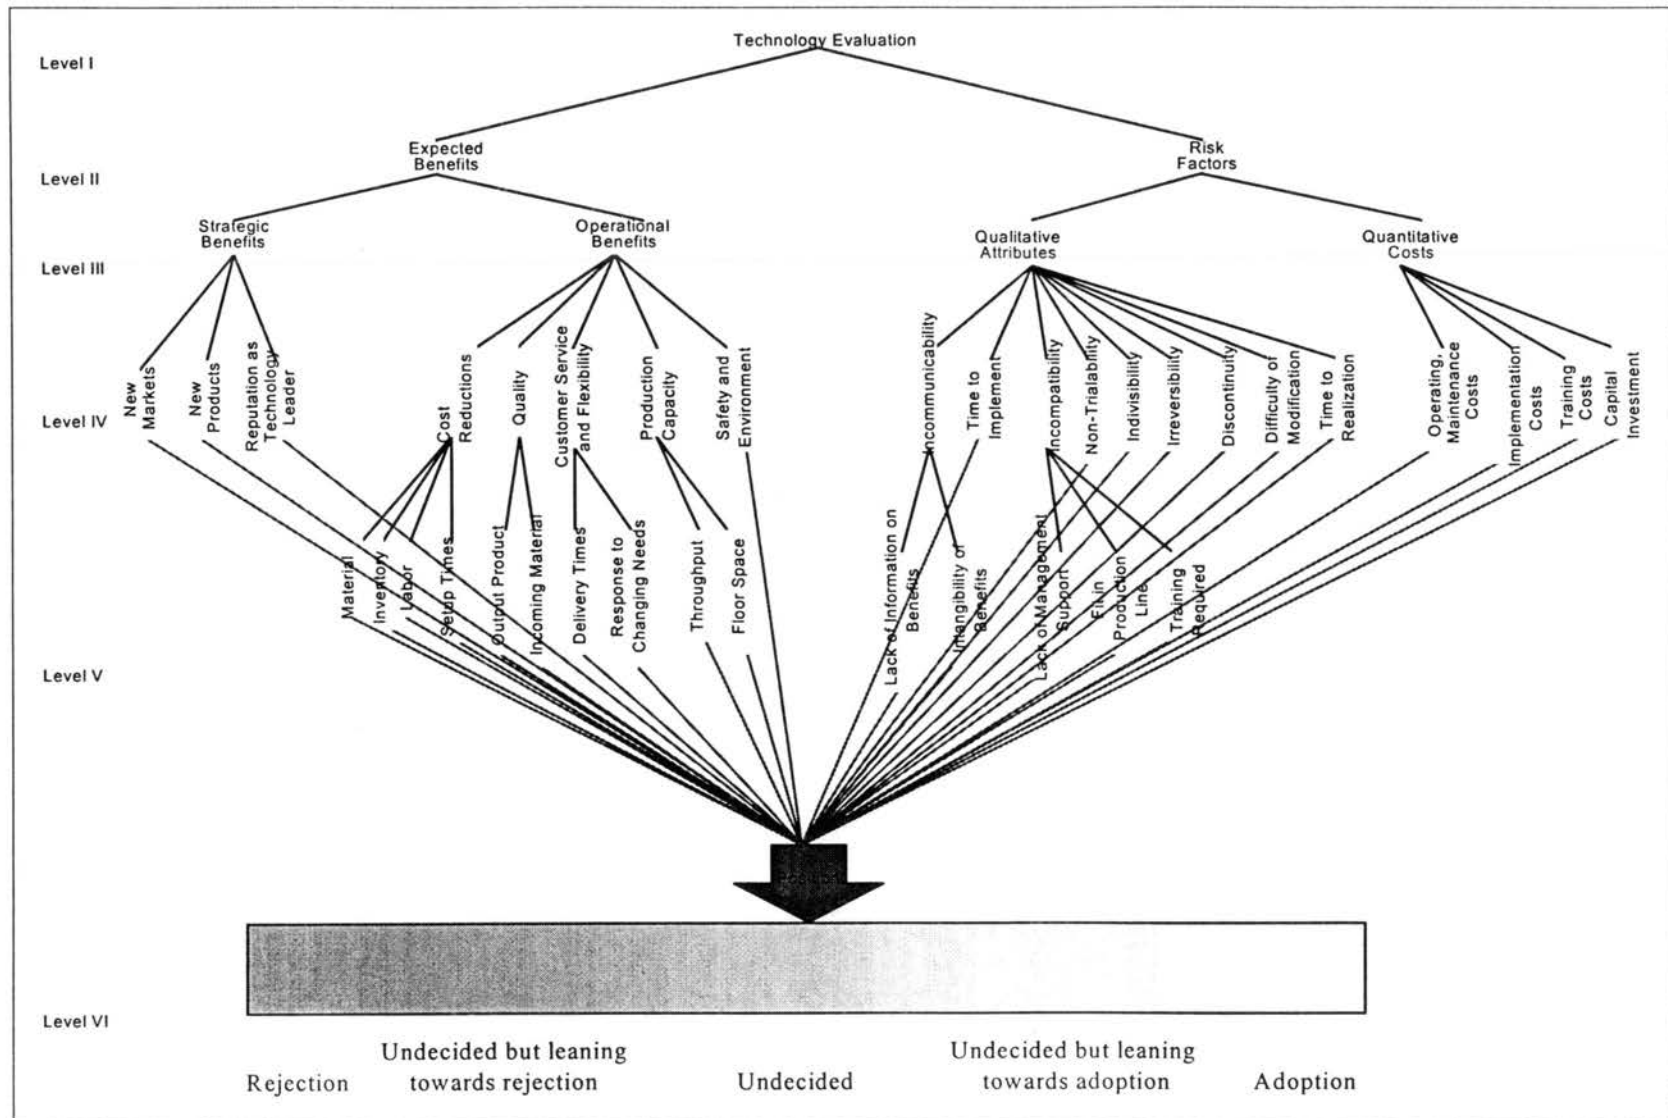 Technology Evaluation
Level I
Expected
Benefits
Risk
Factors
Level II
Strategic
Benefits
Operational
Benefits
Qualitative
Attributes
Quantitative
Costs
Level III
New
Markets
New
Products
Reputation as
Technology
Leader
Cost
Reductions
Quality
Customer Service
and Flexibility
Production
Capacity
Safety and
Environment
Incommunicability
Time to
Implement
Incompatibility
Non-Trialability
Indivisibility
Irreversibility
Discontinuity
Difficulty of
Modification
Time to
Realization
Operating,
Maintenance
Costs
Implementation
Costs
Training
Costs
Capital
Investment
Level IV
Material
Inventory
Labor
Setup Times
Output Product
Incoming Material
Delivery Times
Response to
Changing Needs
Throughput
Floor Space
Lack of Information on
Benefits
Intangibility of
Benefits
Lack of Management
Support
Fit in
Production
Line
Training
Required
Level V
Level VI
Rejection
Undecided but leaning
towards rejection
Undecided
Undecided but leaning
towards adoption
Adoption